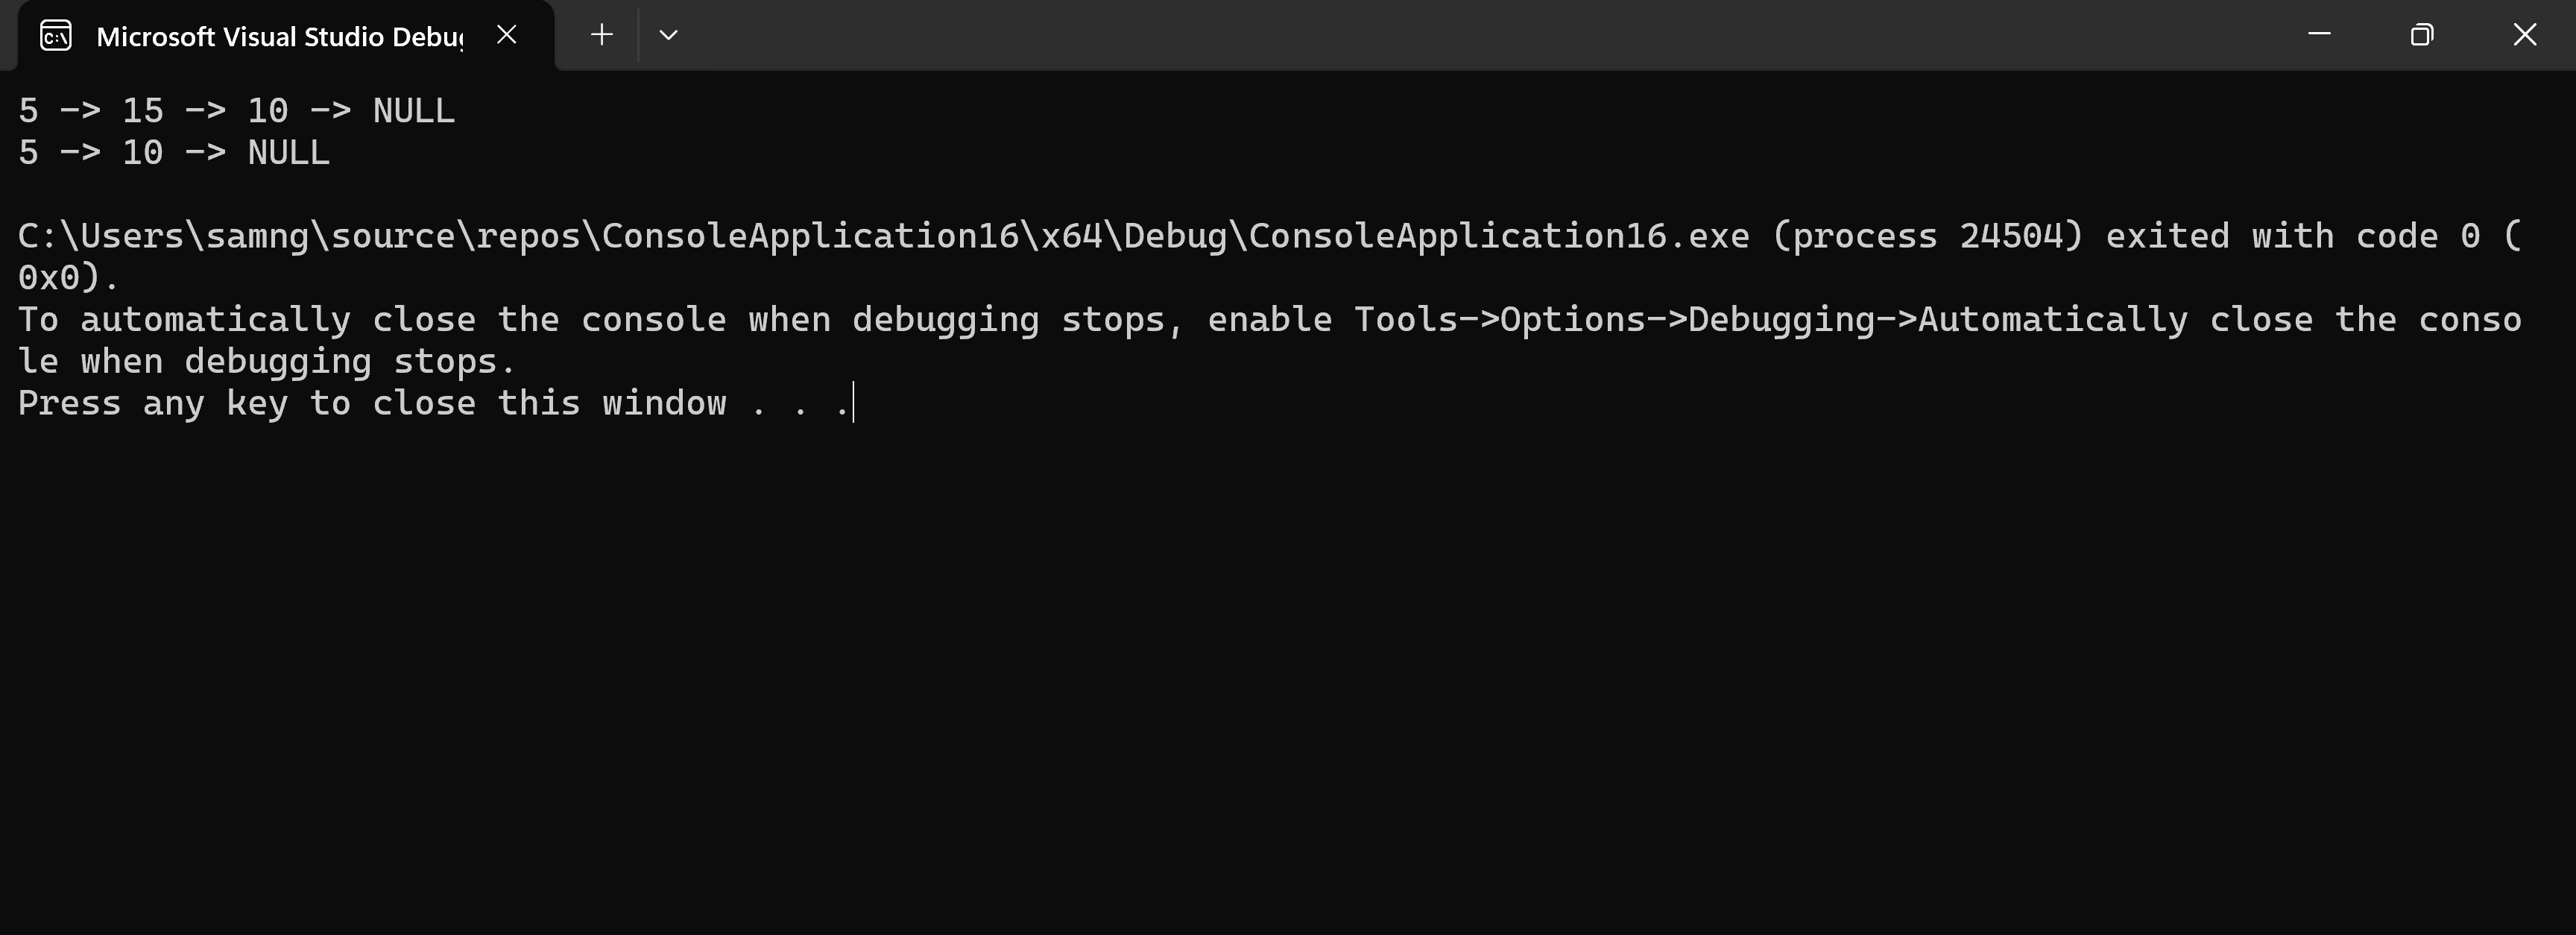 Microsoft Visual Studio Debu
5 -> 15 -> 10 -> NULL
5 -> 10 -> NULL
C:\Users\samng\source\repos\ConsoleApplication16\x64\Debug\ConsoleApplication16.exe (process 24504) exited with code 0 (
0x0).
To automatically close the console when debugging stops, enable Tools->Options->Debugging->Automatically close the conso
le when debugging stops.
Press any key to close this window . . .